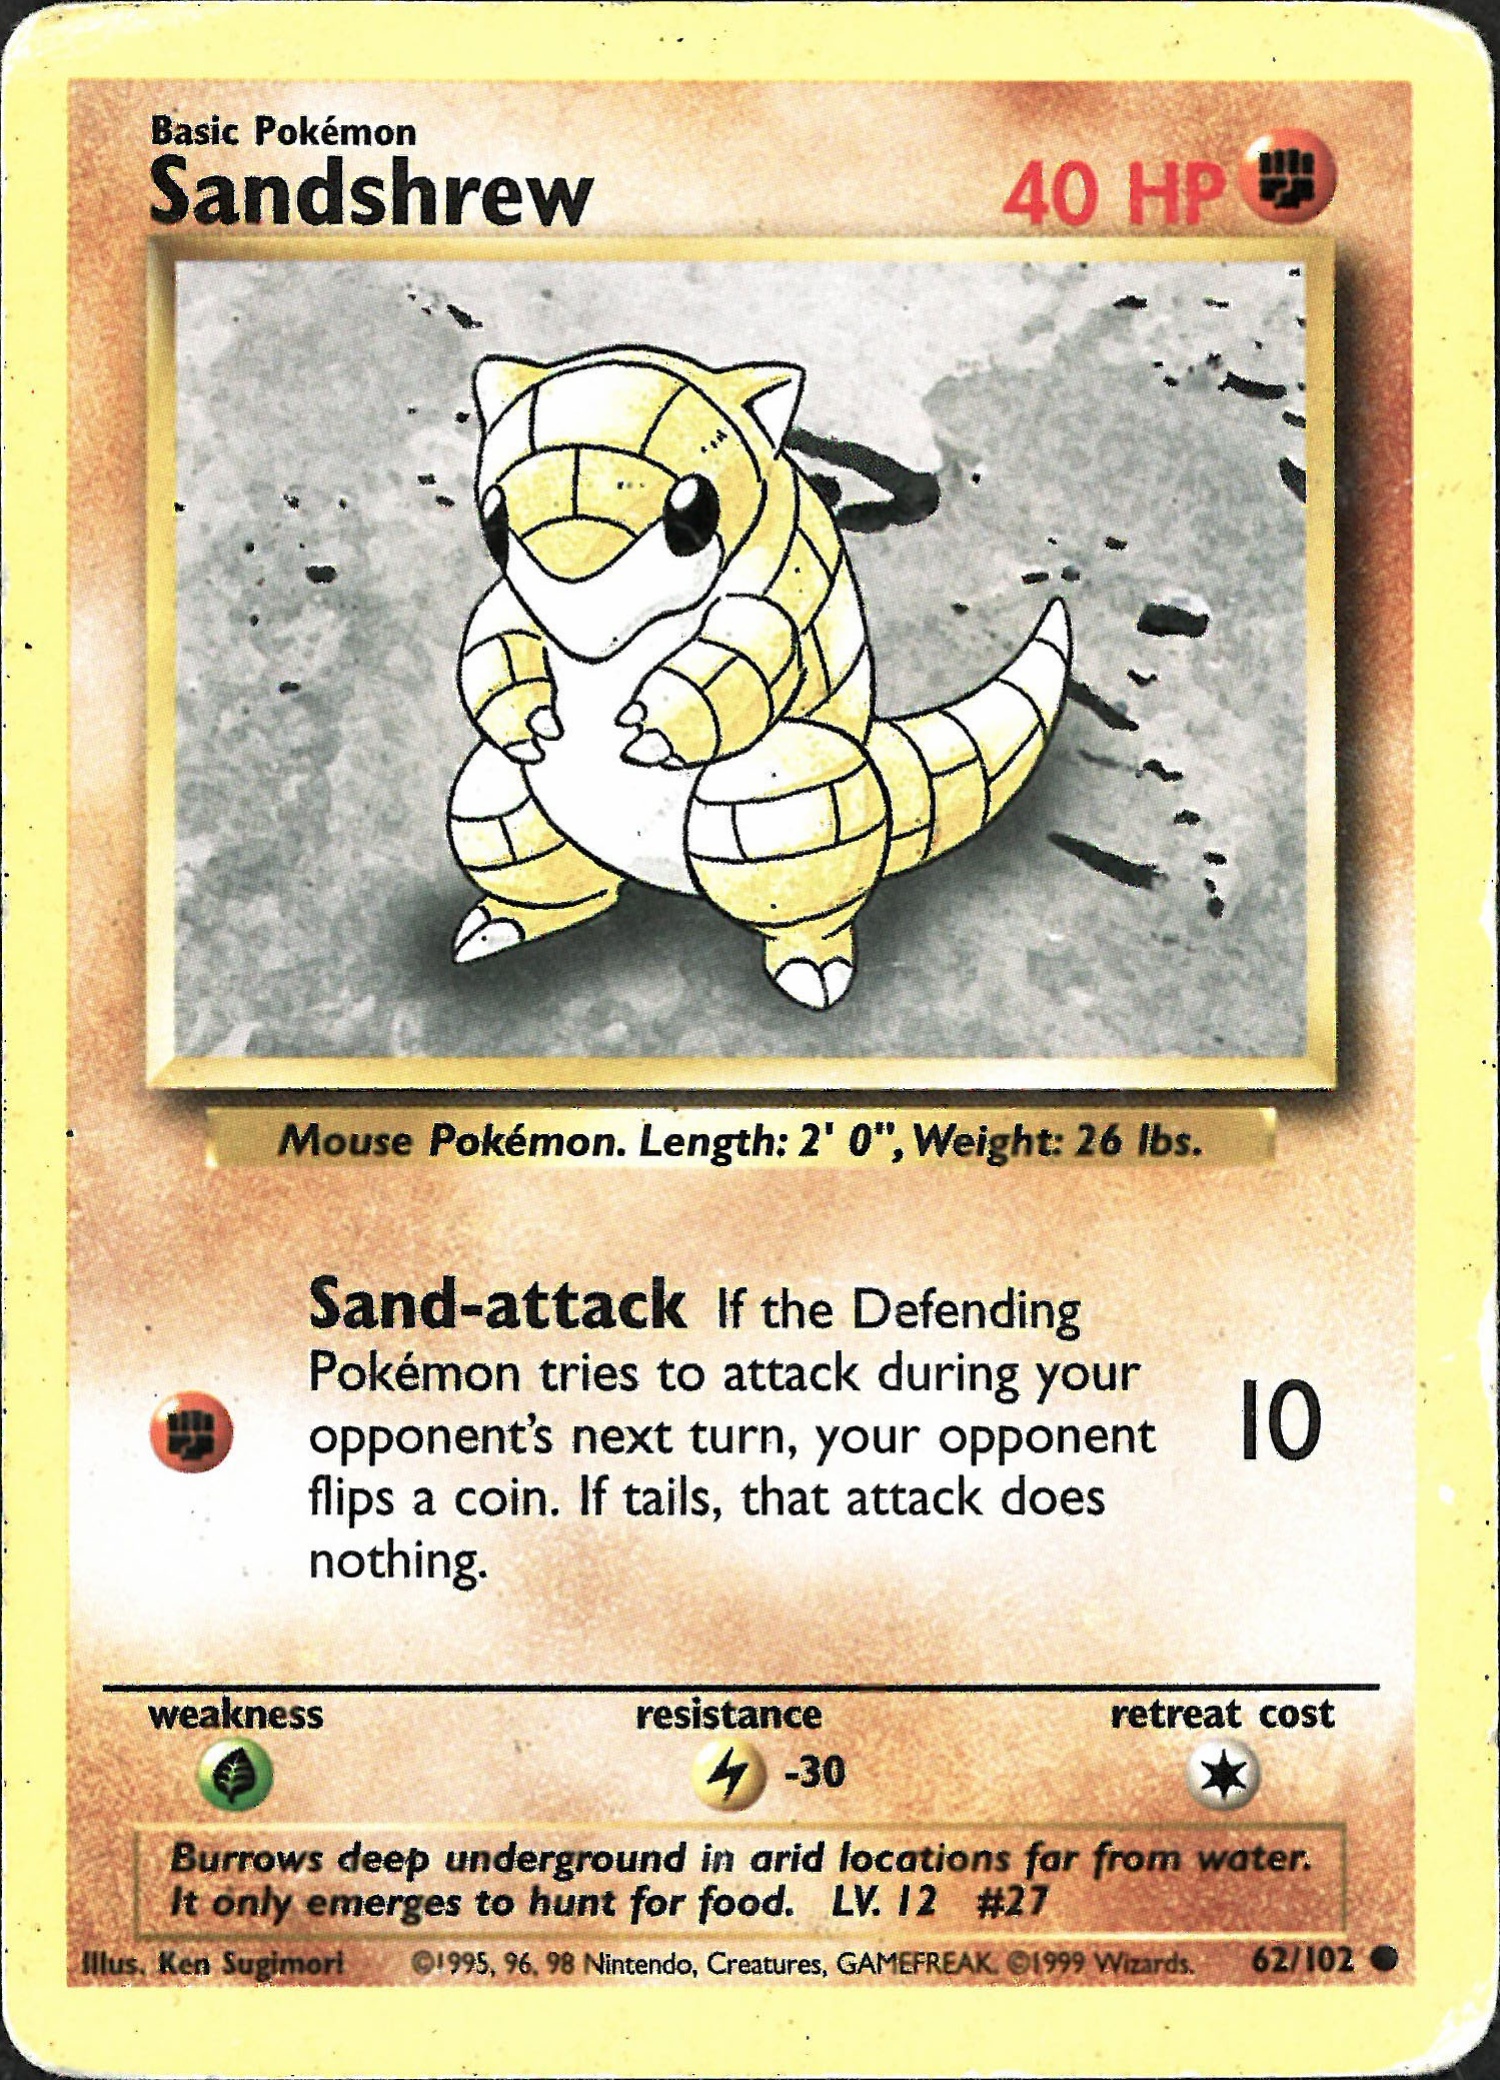 Basic Pokémon
Sandshrew
40 HP
Mouse Pokémon. Length: 2' 0", Weight: 26 lbs.
Sand-attack If the Defending
Pokémon tries to attack during your
opponent's next turn, your opponent
flips a coin. If tails, that attack does
nothing.
10
weakness
resistance
retreat cost
-30
Burrows deep underground in arid locations far from water.
It only emerges to hunt for food. LV. 12 #27
Illus. Ken Sugimori ©1995, 96, 98 Nintendo, Creatures, GAMEFREAK. ©1999 Wizards. 62/102